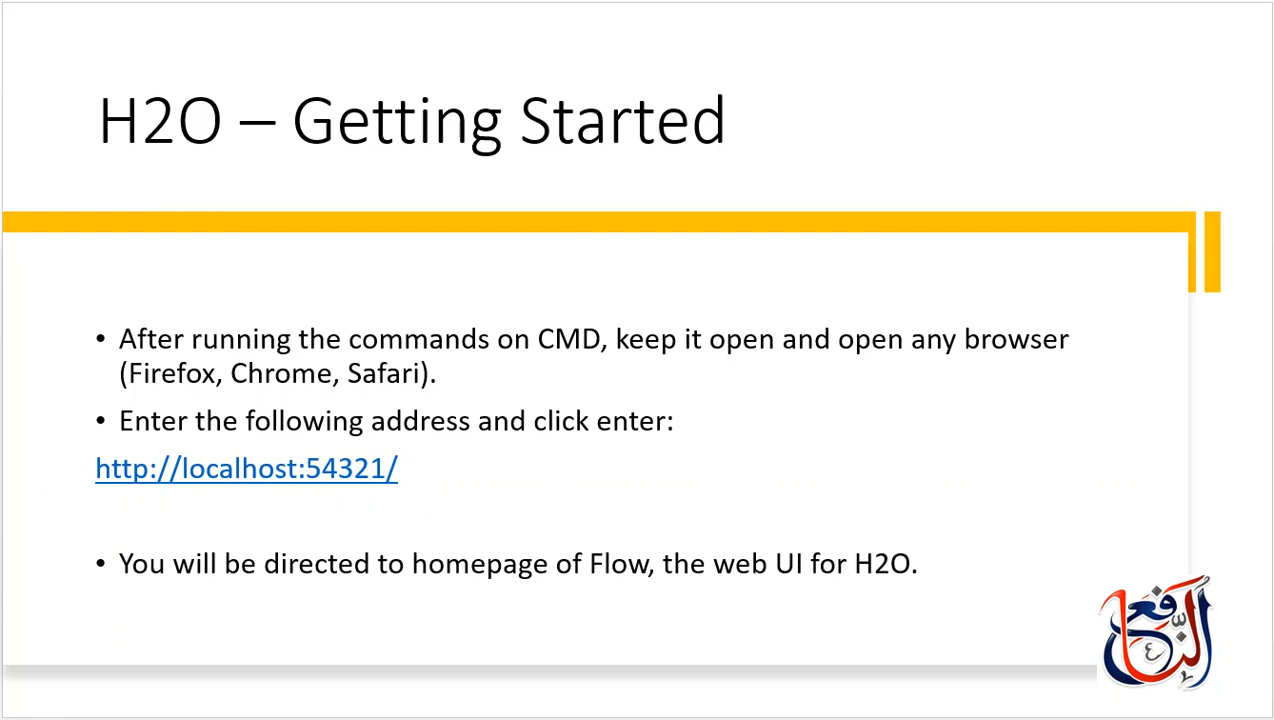 H2O – Getting Started
• After running the commands on CMD, keep it open and open any browser
(Firefox, Chrome, Safari).
• Enter the following address and click enter:
http://localhost:54321/
• You will be directed to homepage of Flow, the web UI for H2O.